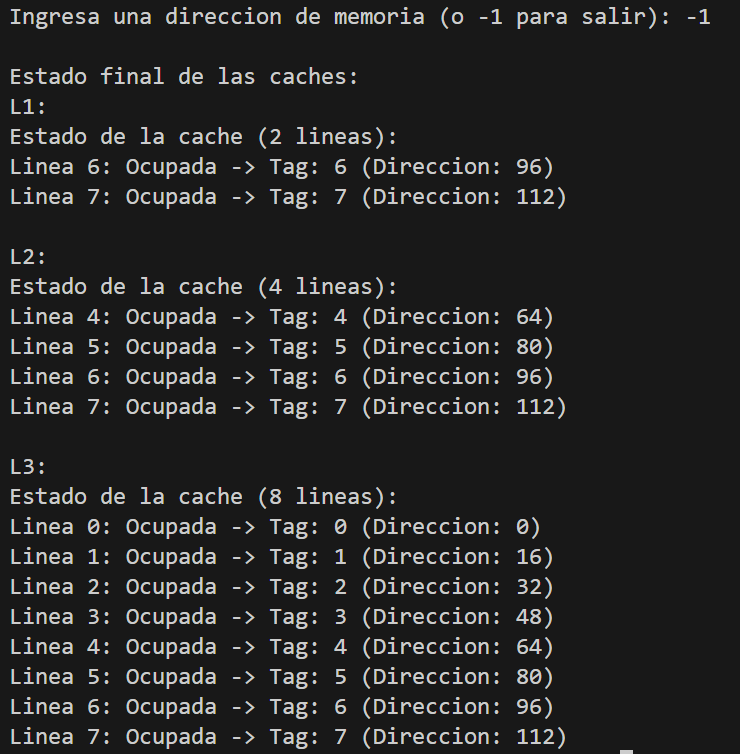 Ingresa una direccion de memoria (o -1 para salir): -1
Estado final de las caches:
L1:
Estado de la cache (2 lineas):
Linea 6: Ocupada -> Tag: 6 (Direccion: 96)
Linea 7: Ocupada -> Tag: 7 (Direccion: 112)
L2:
Estado de la cache (4 lineas):
Linea 4: Ocupada -> Tag: 4 (Direccion: 64)
Linea 5: Ocupada -> Tag: 5 (Direccion: 80)
Linea 6: Ocupada -> Tag: 6 (Direccion: 96)
Linea 7: Ocupada -> Tag: 7 (Direccion: 112)
L3:
Estado de la cache (8 lineas):
Linea 0: Ocupada -> Tag: 0 (Direccion: 0)
Linea 1: Ocupada -> Tag: 1 (Direccion: 16)
Linea 2: Ocupada -> Tag: 2 (Direccion: 32)
Linea 3: Ocupada -> Tag: 3 (Direccion: 48)
Linea 4: Ocupada -> Tag: 4 (Direccion: 64)
Linea 5: Ocupada -> Tag: 5 (Direccion: 80)
Linea 6: Ocupada -> Tag: 6 (Direccion: 96)
Linea 7: Ocupada -> Tag: 7 (Direccion: 112)